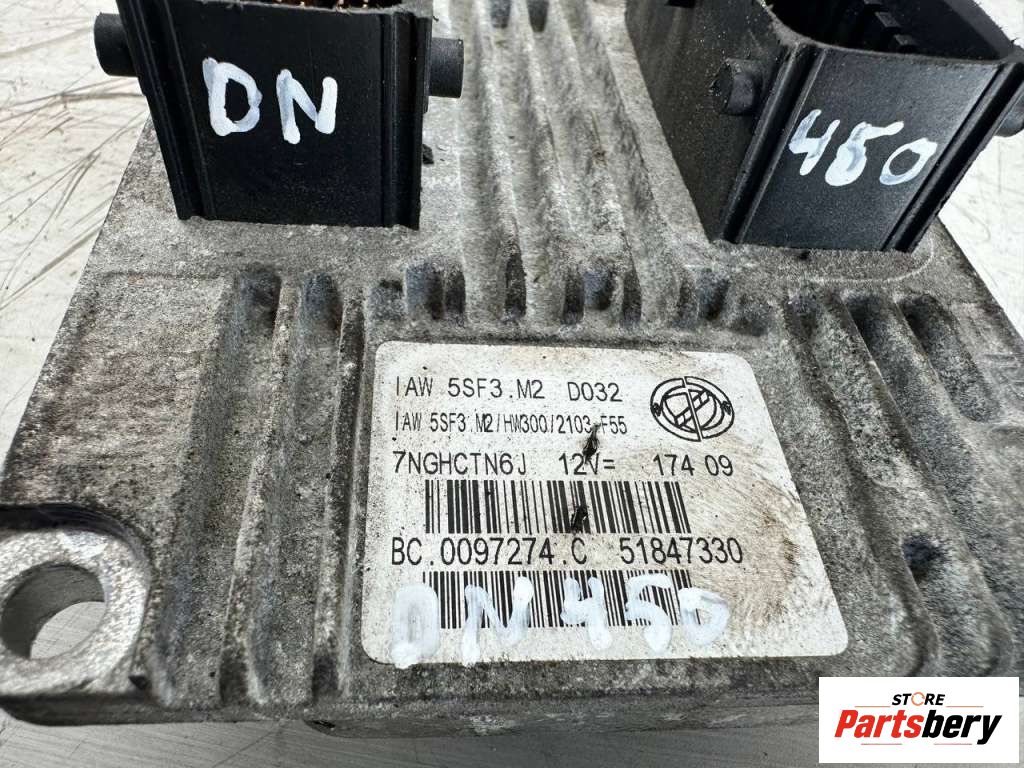 DN
450
IAW 5SF3.M2 D032
IAW 5SF3.M2/HW300/2103-F55
7NGHCTN6J 12V= 174 09
BC.0097274.C 51847330
DN 450
STORE
Partsbery